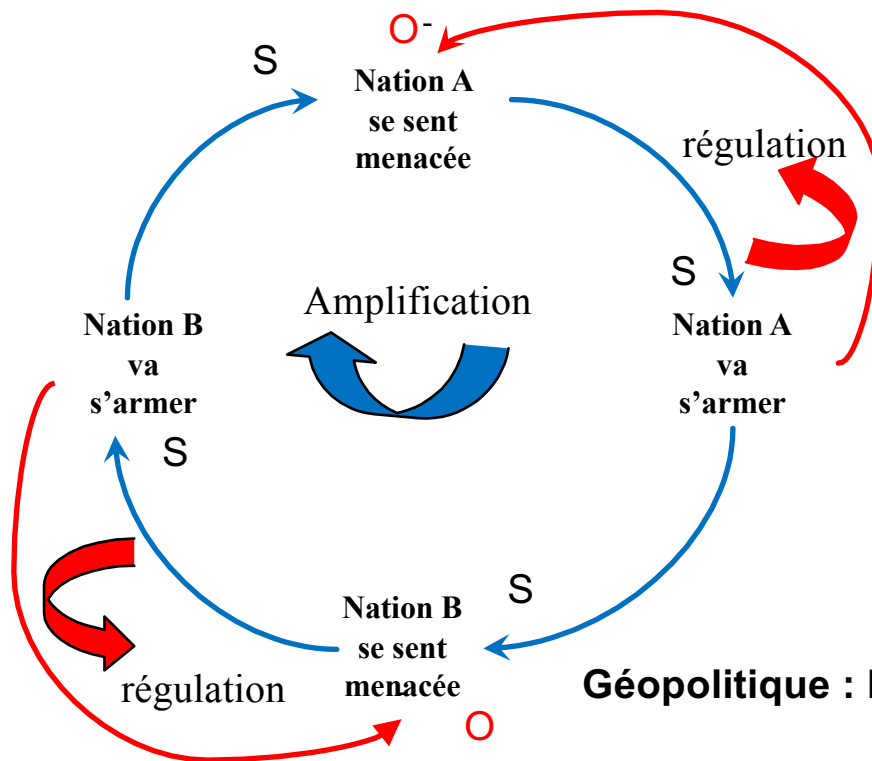 O-
S
Nation A
se sent
menacée
régulation
S
Amplification
Nation B
va
s’armer
Nation A
va
s’armer
S
S
Nation B
se sent
menacée
régulation
-
O
Géopolitique :